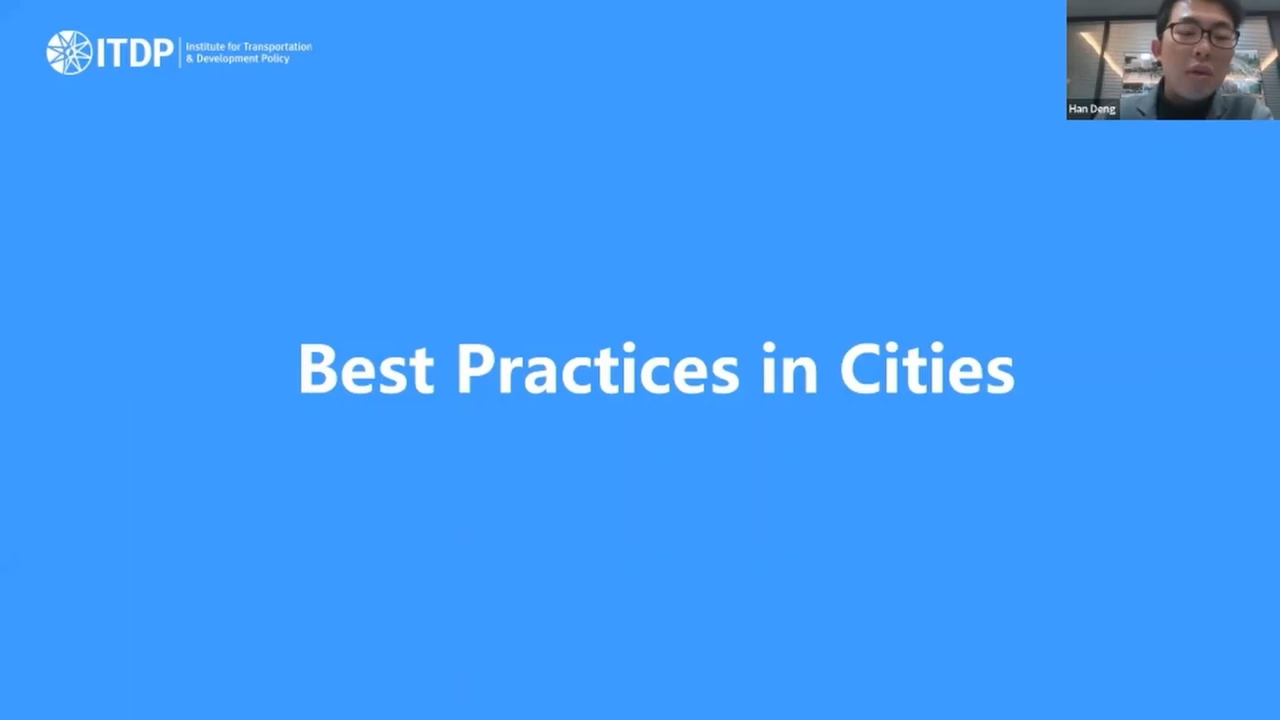 ITDP
Institute for Transportation
& Development Policy
Han Deng
Best Practices in Cities